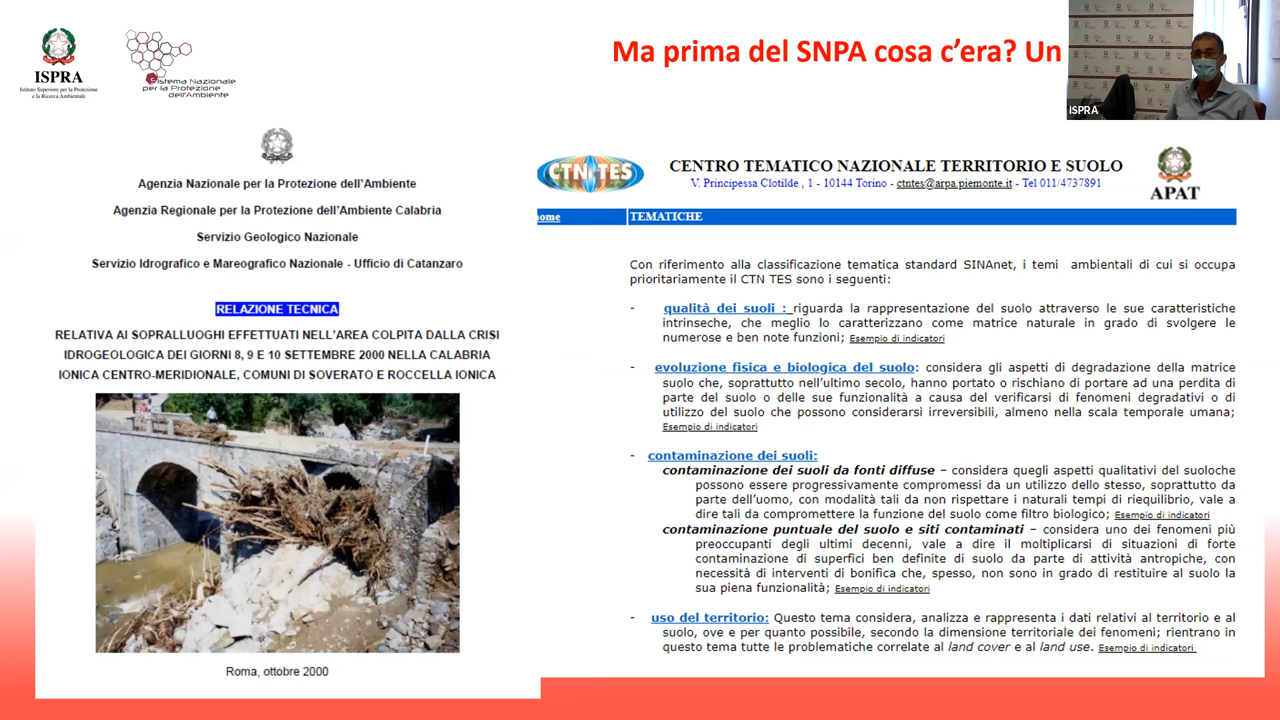 Ma prima del SNPA cosa c'era? Un
ISPRA
Istituto Superiore per la Protezione
e la Ricerca Ambientale
Sistema Nazionale
per la Protezione
dell'Ambiente
ISPRA
Agenzia Nazionale per la Protezione dell'Ambiente
Agenzia Regionale per la Protezione dell'Ambiente Calabria
Servizio Geologico Nazionale
Servizio Idrografico e Mareografico Nazionale - Ufficio di Catanzaro
RELAZIONE TECNICA
RELATIVA AI SOPRALLUOGHI EFFETTUATI NELL'AREA COLPITA DALLA CRISI
IDROGEOLOGICA DEI GIORNI 8, 9 E 10 SETTEMBRE 2000 NELLA CALABRIA
IONICA CENTRO-MERIDIONALE, COMUNI DI SOVERATO E ROCCELLA IONICA
Roma, ottobre 2000
CTN TES
CENTRO TEMATICO NAZIONALE TERRITORIO E SUOLO
V. Principessa Clotilde , 1 - 10144 Torino - ctntes@arpa.piemonte.it - Tel 011/4737891
APAT
home
TEMATICHE
Con riferimento alla classificazione tematica standard SINAnet, i temi ambientali di cui si occupa
prioritariamente il CTN TES sono i seguenti:
- qualità dei suoli : riguarda la rappresentazione del suolo attraverso le sue caratteristiche
intrinseche, che meglio lo caratterizzano come matrice naturale in grado di svolgere le
numerose e ben note funzioni; Esempio di indicatori
- evoluzione fisica e biologica del suolo: considera gli aspetti di degradazione della matrice
suolo che, soprattutto nell'ultimo secolo, hanno portato o rischiano di portare ad una perdita di
parte del suolo o delle sue funzionalità a causa del verificarsi di fenomeni degradativi o di
utilizzo del suolo che possono considerarsi irreversibili, almeno nella scala temporale umana;
Esempio di indicatori
- contaminazione dei suoli:
contaminazione dei suoli da fonti diffuse – considera quegli aspetti qualitativi del suoloche
possono essere progressivamente compromessi da un utilizzo dello stesso, soprattutto da
parte dell'uomo, con modalità tali da non rispettare i naturali tempi di riequilibrio, vale a
dire tali da compromettere la funzione del suolo come filtro biologico; Esempio di indicatori
contaminazione puntuale del suolo e siti contaminati – considera uno dei fenomeni più
preoccupanti degli ultimi decenni, vale a dire il moltiplicarsi di situazioni di forte
contaminazione di superfici ben definite di suolo da parte di attività antropiche, con
necessità di interventi di bonifica che, spesso, non sono in grado di restituire al suolo la
sua piena funzionalità; Esempio di indicatori
- uso del territorio: Questo tema considera, analizza e rappresenta i dati relativi al territorio e al
suolo, ove e per quanto possibile, secondo la dimensione territoriale dei fenomeni; rientrano in
questo tema tutte le problematiche correlate al land cover e al land use. Esempio di indicatori